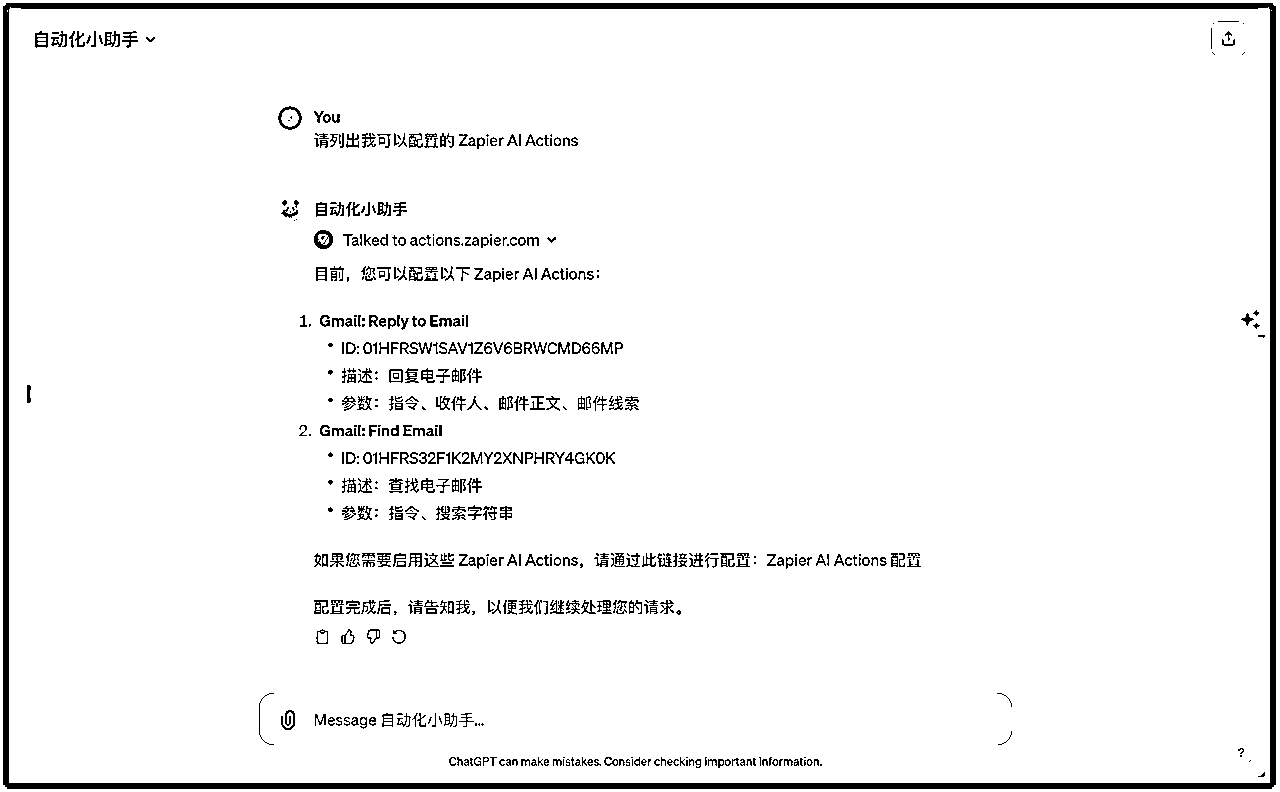 自动化小助手
You
请列出我可以配置的 Zapier AI Actions
自动化小助手
Talked to actions.zapier.com
目前，您可以配置以下 Zapier AI Actions：
1. Gmail: Reply to Email
• ID: 01HFRSW1SAV1Z6V6BRWCMD66MP
• 描述：回复电子邮件
• 参数：指令、收件人、邮件正文、邮件线索
2. Gmail: Find Email
• ID: 01HFRS32F1K2MY2XNPHRY4GK0K
• 描述：查找电子邮件
• 参数：指令、搜索字符串
如果您需要启用这些 Zapier AI Actions，请通过此链接进行配置：Zapier AI Actions 配置
配置完成后，请告知我，以便我们继续处理您的请求。
Message 自动化小助手...
ChatGPT can make mistakes. Consider checking important information.
?